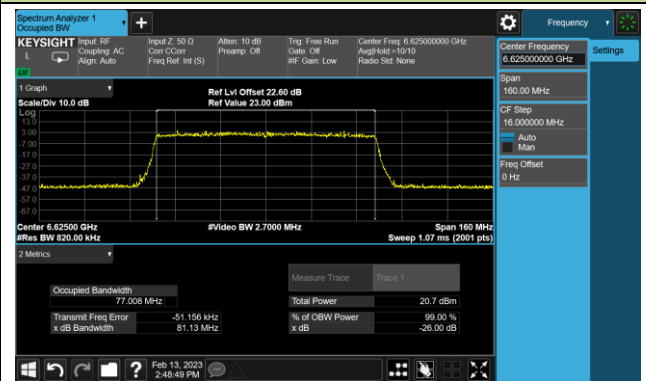 Spectrum Analyzer 1
Occupied BW
+
Frequency
KEYSIGHT
L
Input: RF
Coupling: AC
Align: Auto
Input Z: 50 Ω
Corr CCorr
Freq Ref: Int (S)
Atten: 10 dB
Preamp: Off
Trig: Free Run
Gate: Off
#IF Gain: Low
Center Freq: 6.625000000 GHz
Avg|Hold:>10/10
Radio Std: None
Center Frequency
6.625000000 GHz
Settings
Span
160.00 MHz
CF Step
16.000000 MHz
Auto
Man
Freq Offset
0 Hz
1 Graph
Scale/Div 10.0 dB
Ref Lvl Offset 22.60 dB
Ref Value 23.00 dBm
Log
13.0
3.00
-7.00
-17.0
-27.0
-37.0
-47.0
-57.0
-67.0
Center 6.62500 GHz
#Res BW 820.00 kHz
#Video BW 2.7000 MHz
Span 160 MHz
Sweep 1.07 ms (2001 pts)
2 Metrics
Measure Trace
Trace 1
Occupied Bandwidth
77.008 MHz
Total Power
20.7 dBm
Transmit Freq Error
-51.156 kHz
% of OBW Power
99.00 %
x dB Bandwidth
81.13 MHz
x dB
-26.00 dB
?
Feb 13, 2023
2:48:49 PM